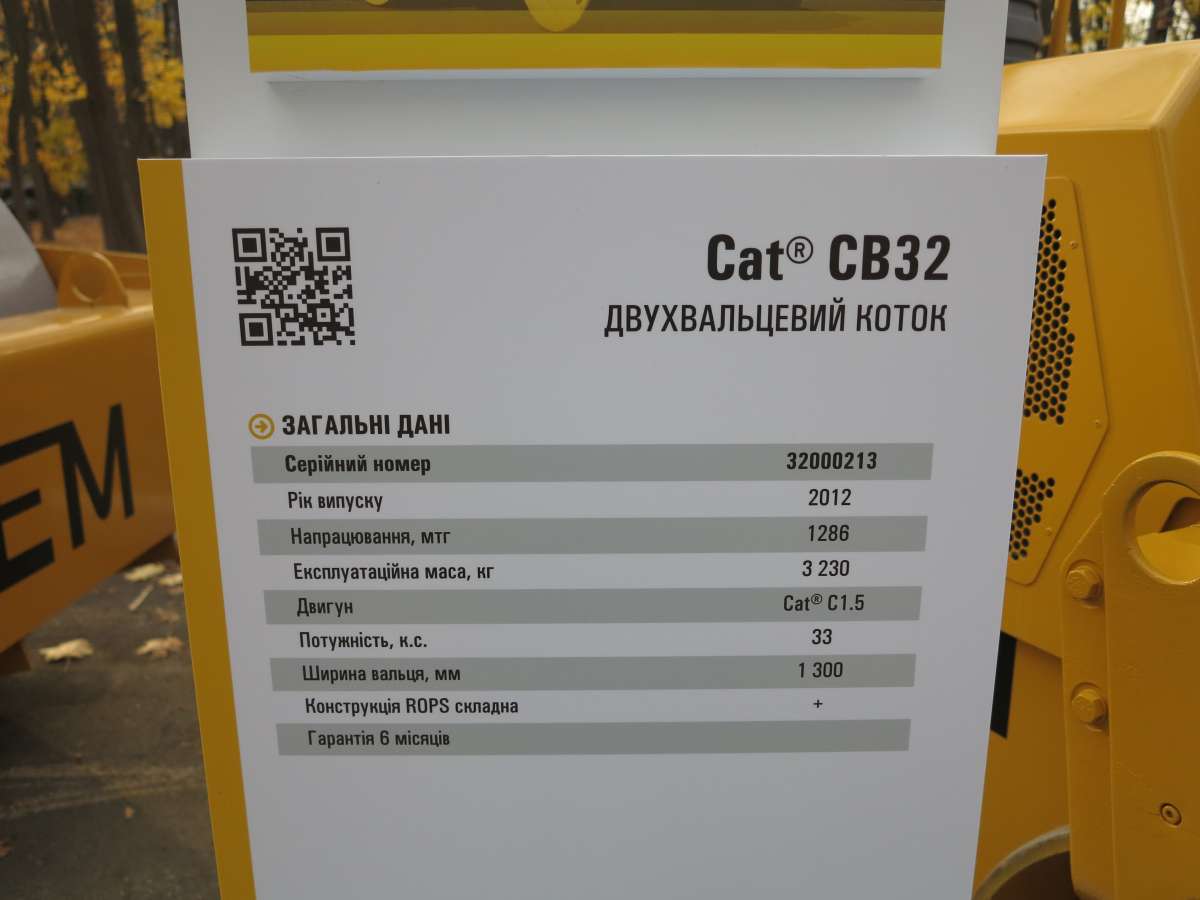 Cat® CB32
ДВУХВАЛЬЦЕВИЙ КОТОК
ЗАГАЛЬНІ ДАНІ
Серійний номер 32000213
Рік випуску 2012
Напрацювання, мтг 1286
Експлуатаційна маса, кг 3 230
Двигун Cat® C1.5
Потужність, к.с. 33
Ширина вальця, мм 1 300
Конструкція ROPS складна +
Гарантія 6 місяців
EM